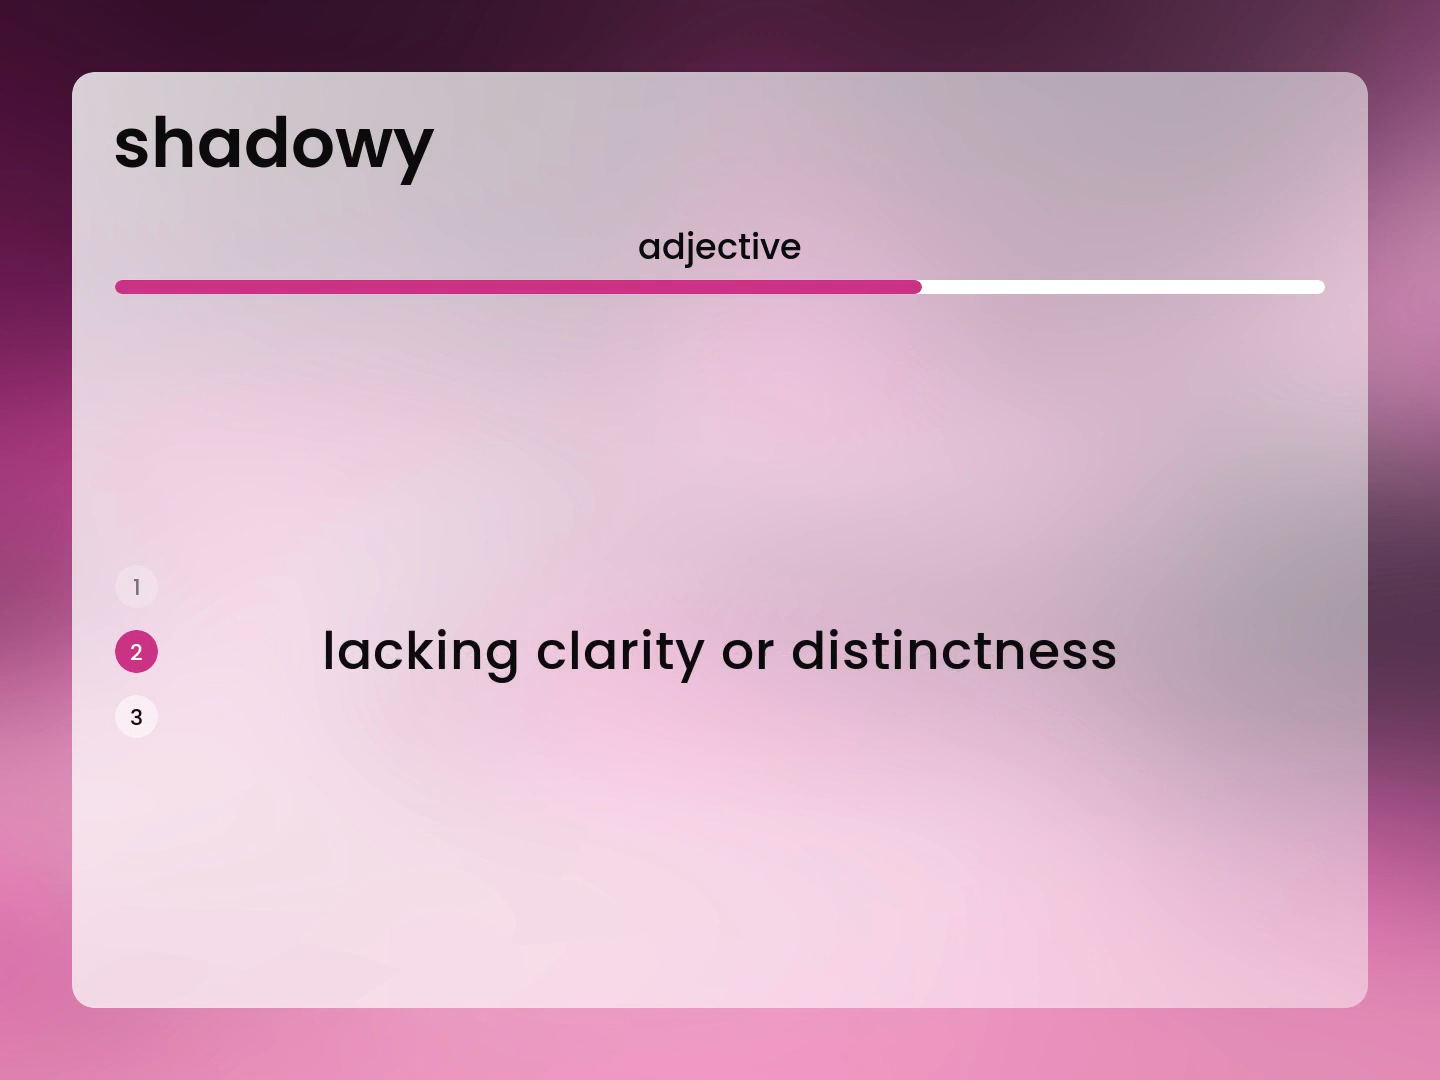 shadowy
adjective
1
2
lacking clarity or distinctness
3